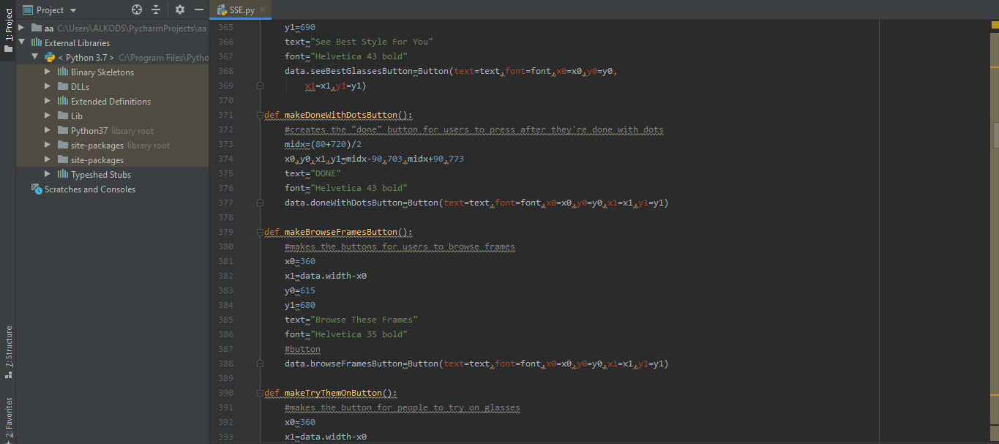 Project
SSE.py
1: Project
aa C:\Users\ALKODS\PycharmProjects\aa
External Libraries
< Python 3.7 > C:\Program Files\Pytho
Binary Skeletons
DLLs
Extended Definitions
Lib
Python37 library root
site-packages library root
site-packages
Typeshed Stubs
Scratches and Consoles
7: Structure
2: Favorites
365 y1=690
366 text="See Best Style For You"
367 font="Helvetica 43 bold"
368 data.seeBestGlassesButton=Button(text=text,font=font,x0=x0,y0=y0,
369 x1=x1,y1=y1)
370
371 def makeDoneWithDotsButton():
372 #creates the "done" button for users to press after they're done with dots
373 midx=(80+720)/2
374 x0,y0,x1,y1=midx-90,703,midx+90,773
375 text="DONE"
376 font="Helvetica 43 bold"
377 data.doneWithDotsButton=Button(text=text,font=font,x0=x0,y0=y0,x1=x1,y1=y1)
378
379 def makeBrowseFramesButton():
380 #makes the buttons for users to browse frames
381 x0=360
382 x1=data.width-x0
383 y0=615
384 y1=680
385 text="Browse These Frames"
386 font="Helvetica 35 bold"
387 #button
388 data.browseFramesButton=Button(text=text,font=font,x0=x0,y0=y0,x1=x1,y1=y1)
389
390 def makeTryThemOnButton():
391 #makes the button for people to try on glasses
392 x0=360
393 x1=data.width-x0